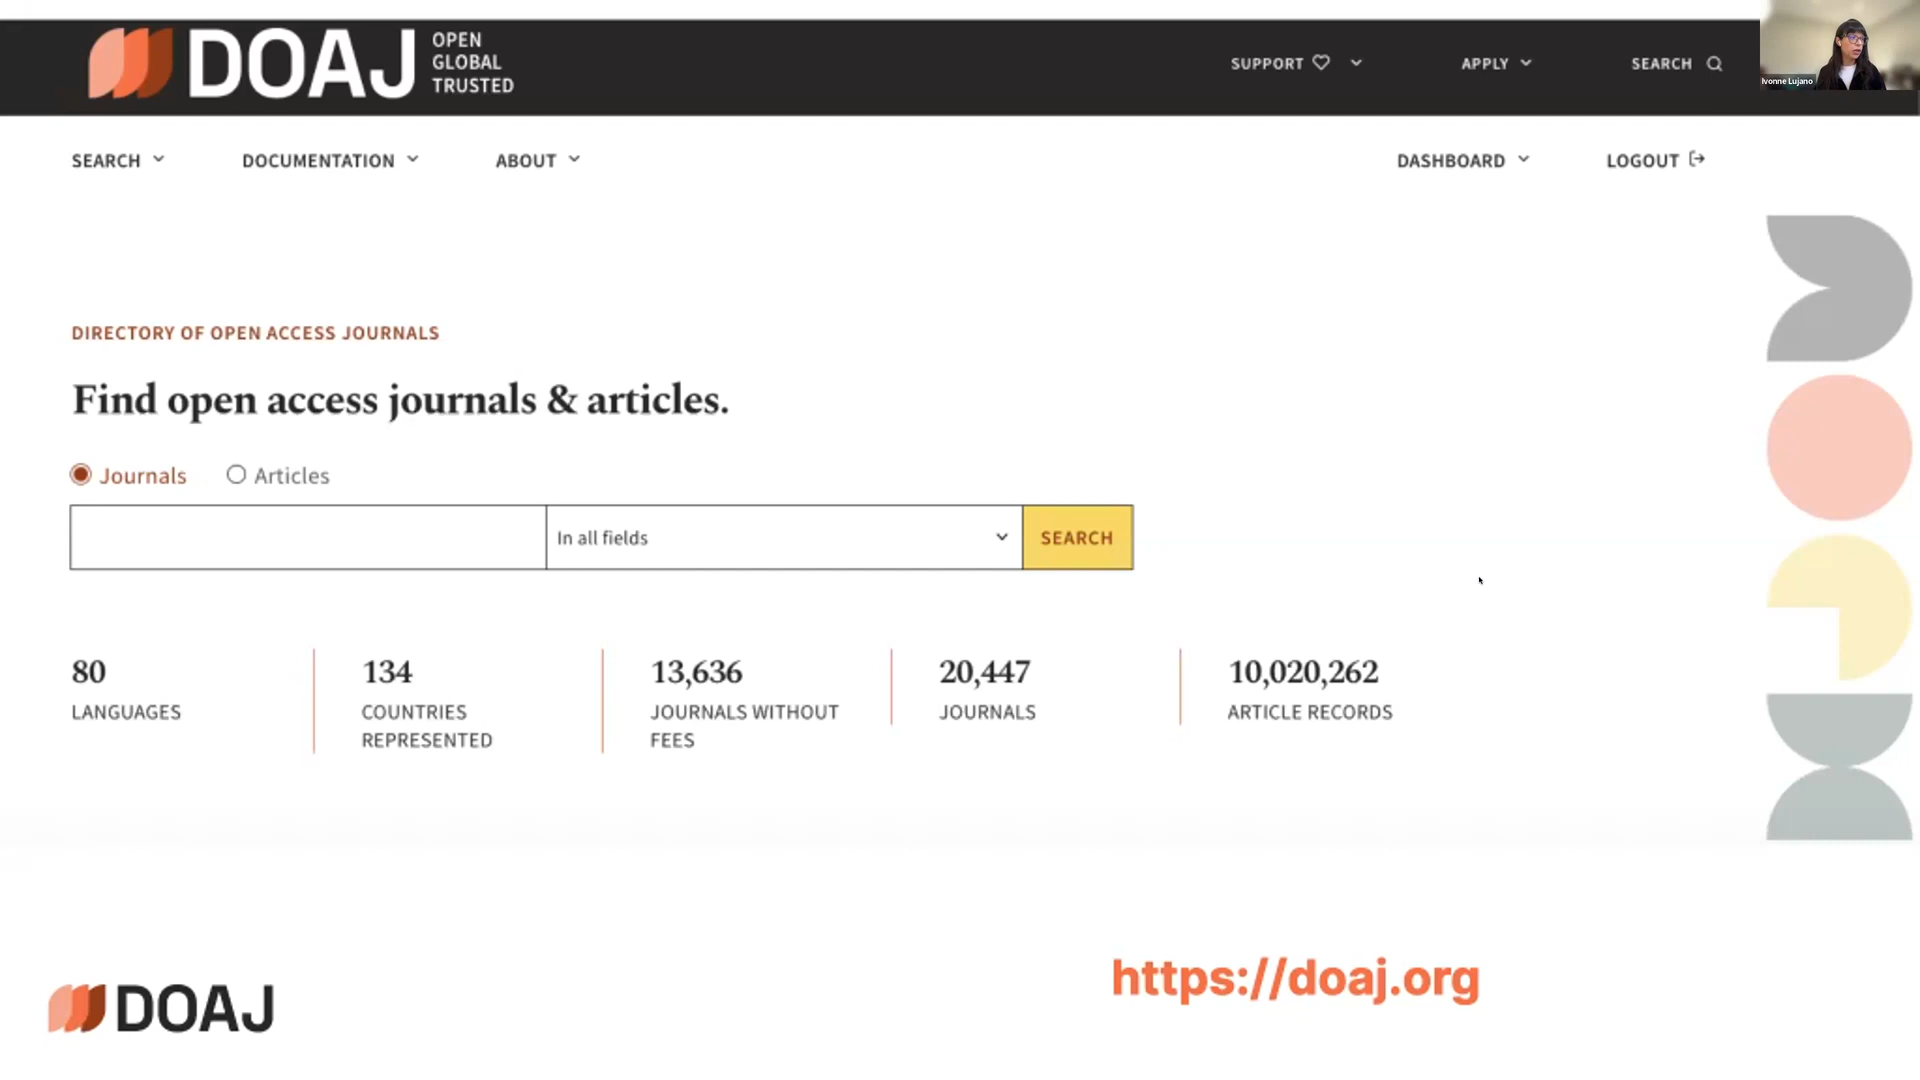 DOAJ
OPEN
GLOBAL
TRUSTED
SUPPORT
APPLY
SEARCH
Ivonne Lujano
SEARCH
DOCUMENTATION
ABOUT
DASHBOARD
LOGOUT
DIRECTORY OF OPEN ACCESS JOURNALS
Find open access journals & articles.
Journals
Articles
In all fields
SEARCH
80
LANGUAGES
134
COUNTRIES
REPRESENTED
13,636
JOURNALS WITHOUT
FEES
20,447
JOURNALS
10,020,262
ARTICLE RECORDS
DOAJ
https://doaj.org